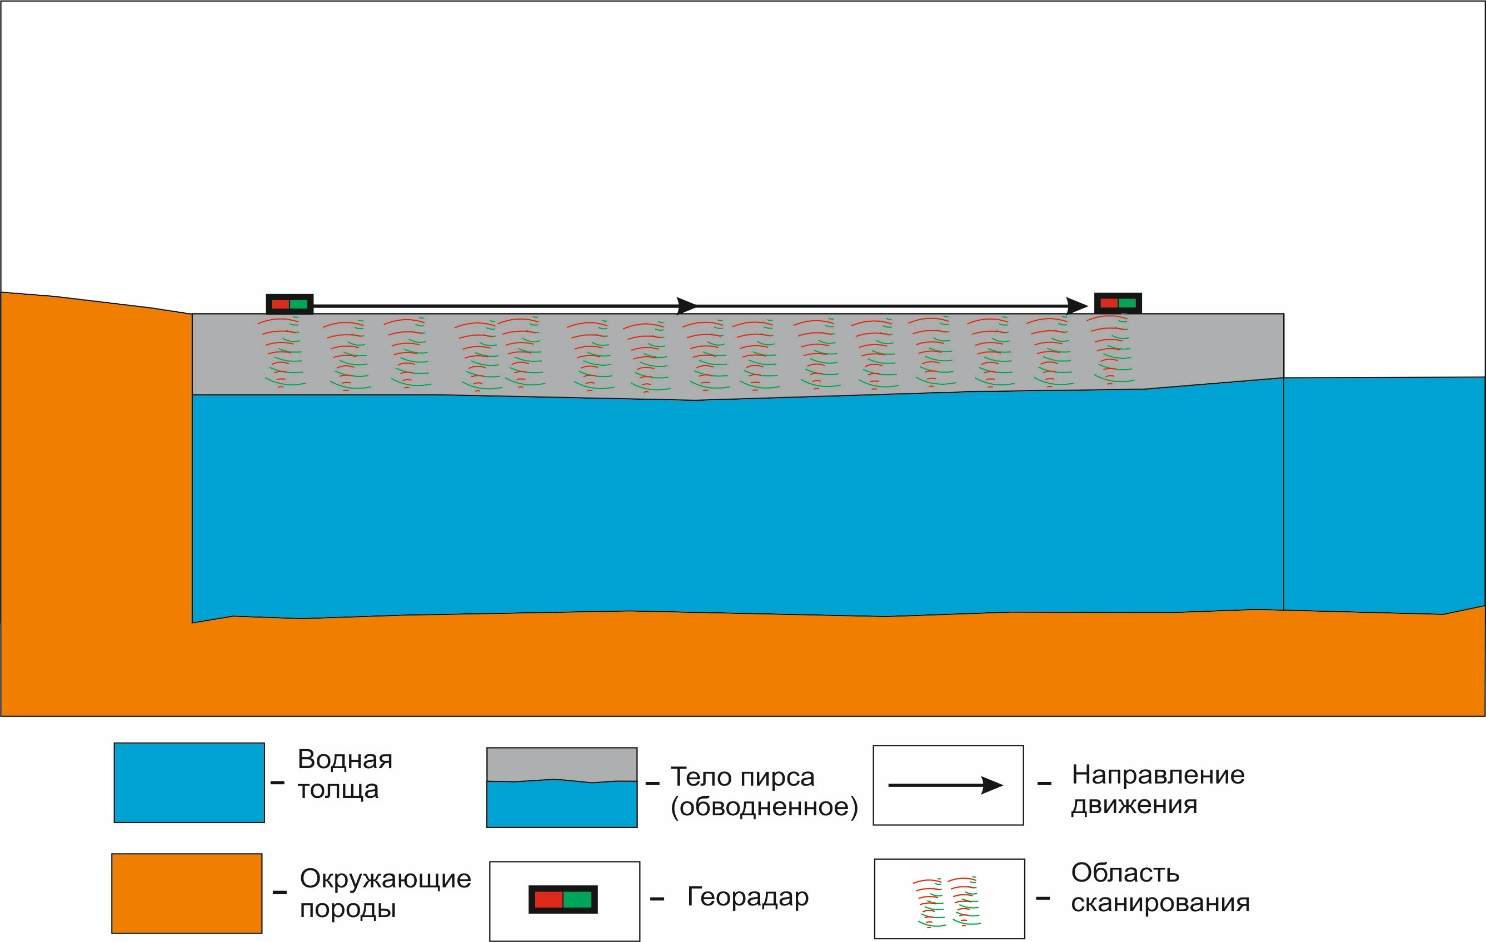 Водная
толща
Тело пирса
(обводненное)
Направление
движения
Окружающие
породы
Георадар
Область
сканирования